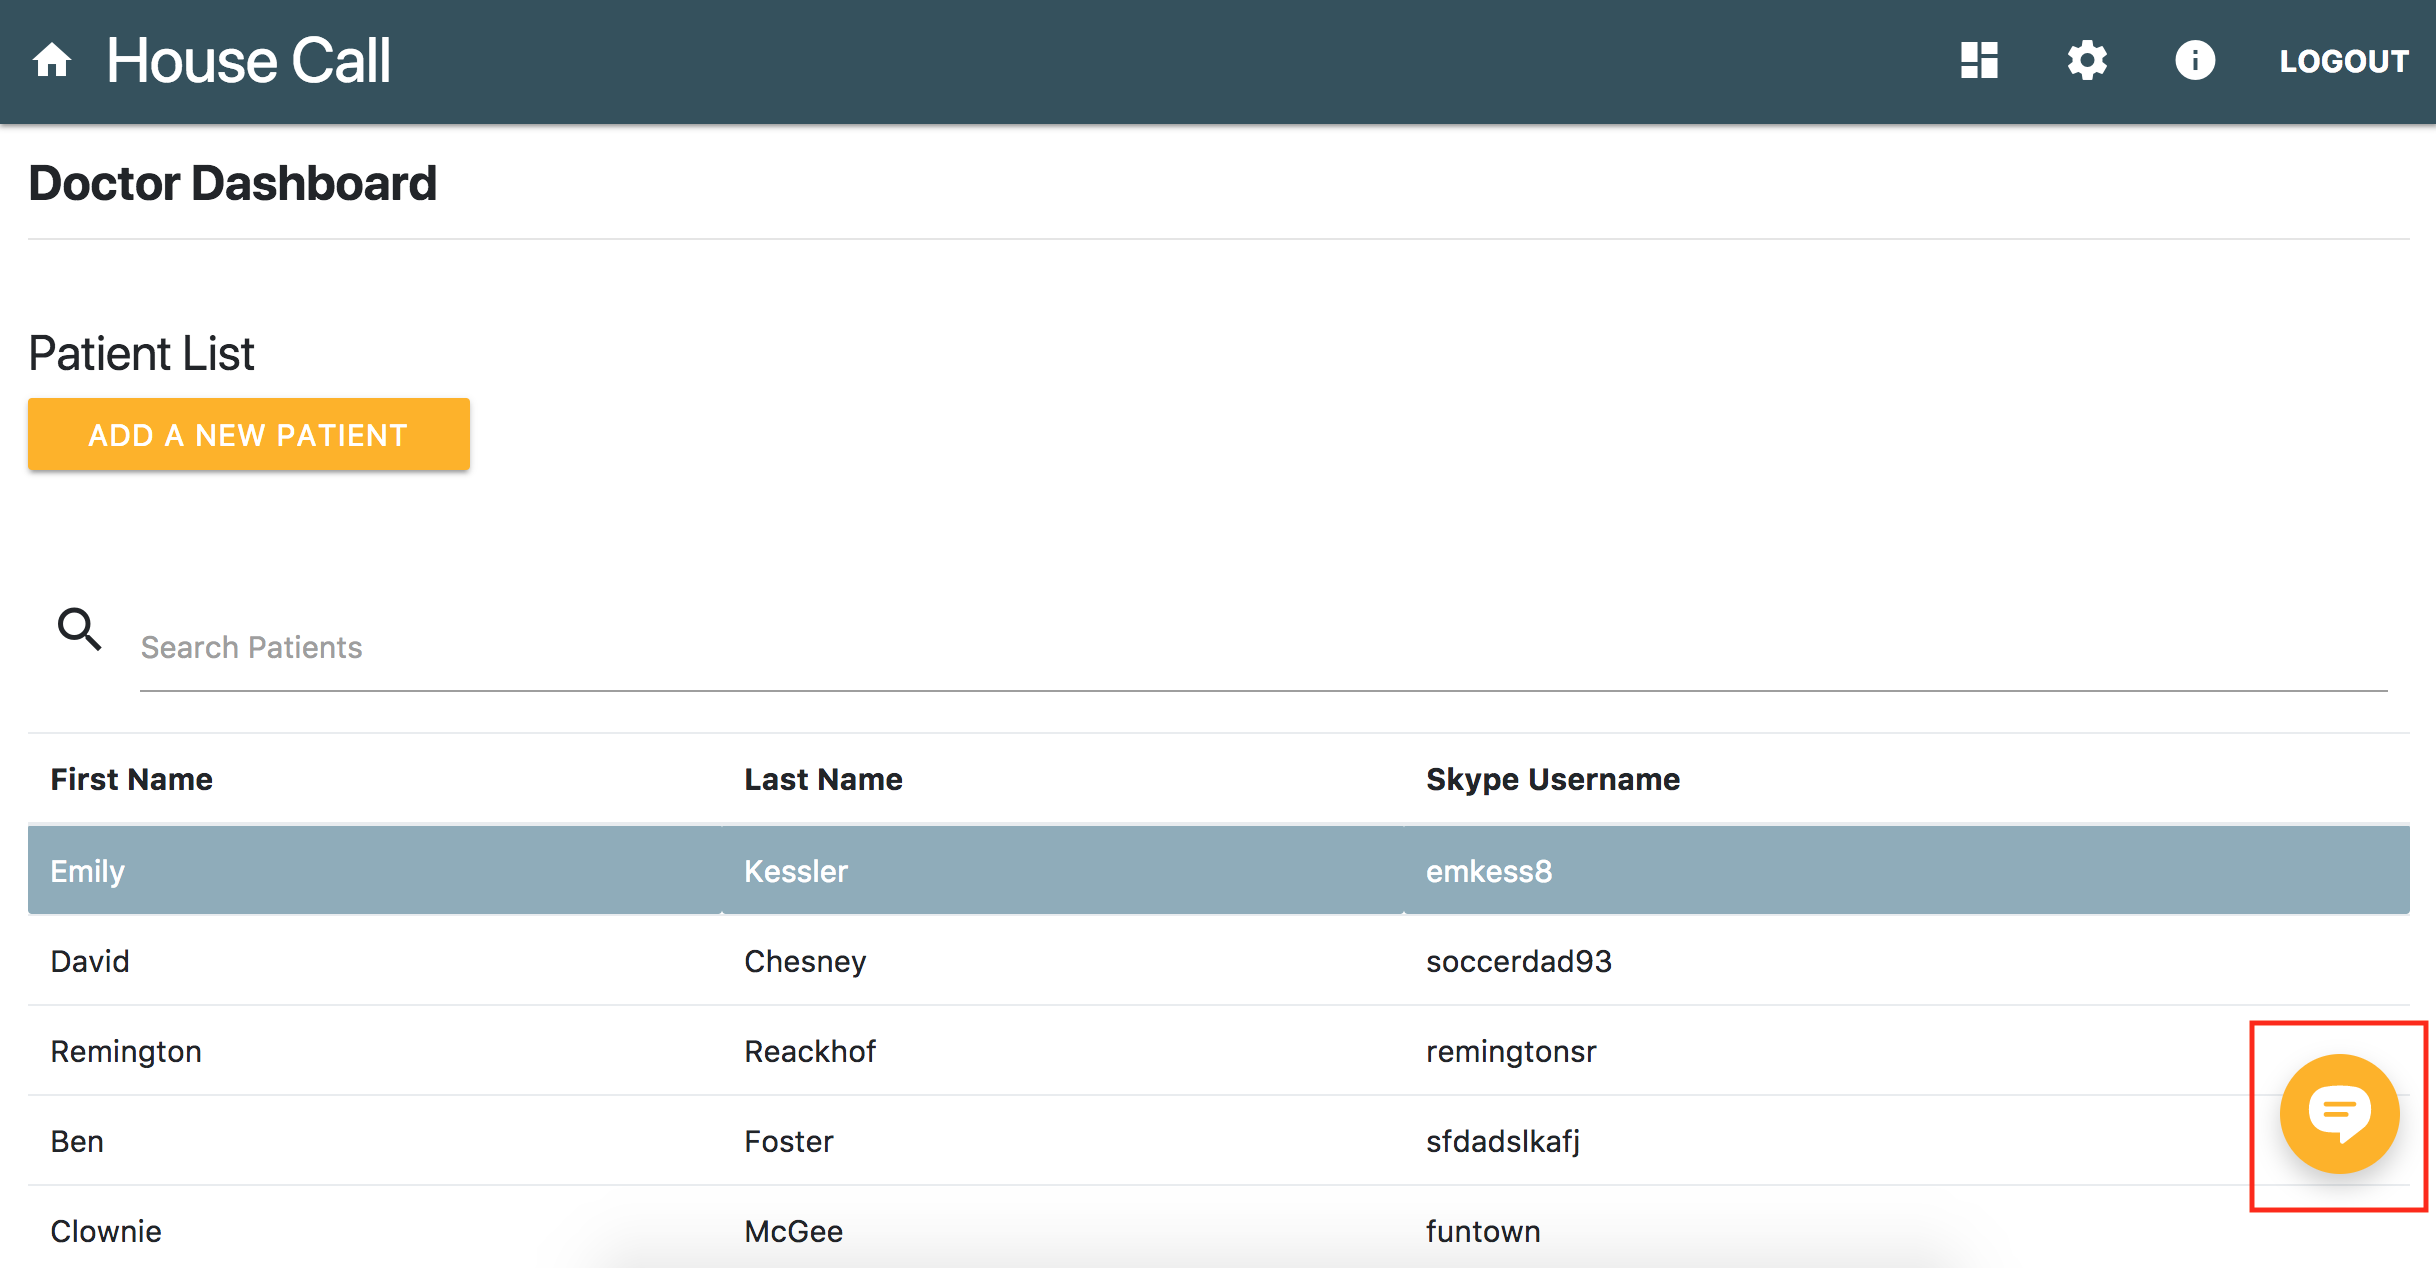 House Call LOGOUT
Doctor Dashboard
Patient List
ADD A NEW PATIENT
Search Patients
First Name Last Name Skype Username
Emily Kessler emkess8
David Chesney soccerdad93
Remington Reackhof remingtonsr
Ben Foster sfdadslkafj
Clownie McGee funtown